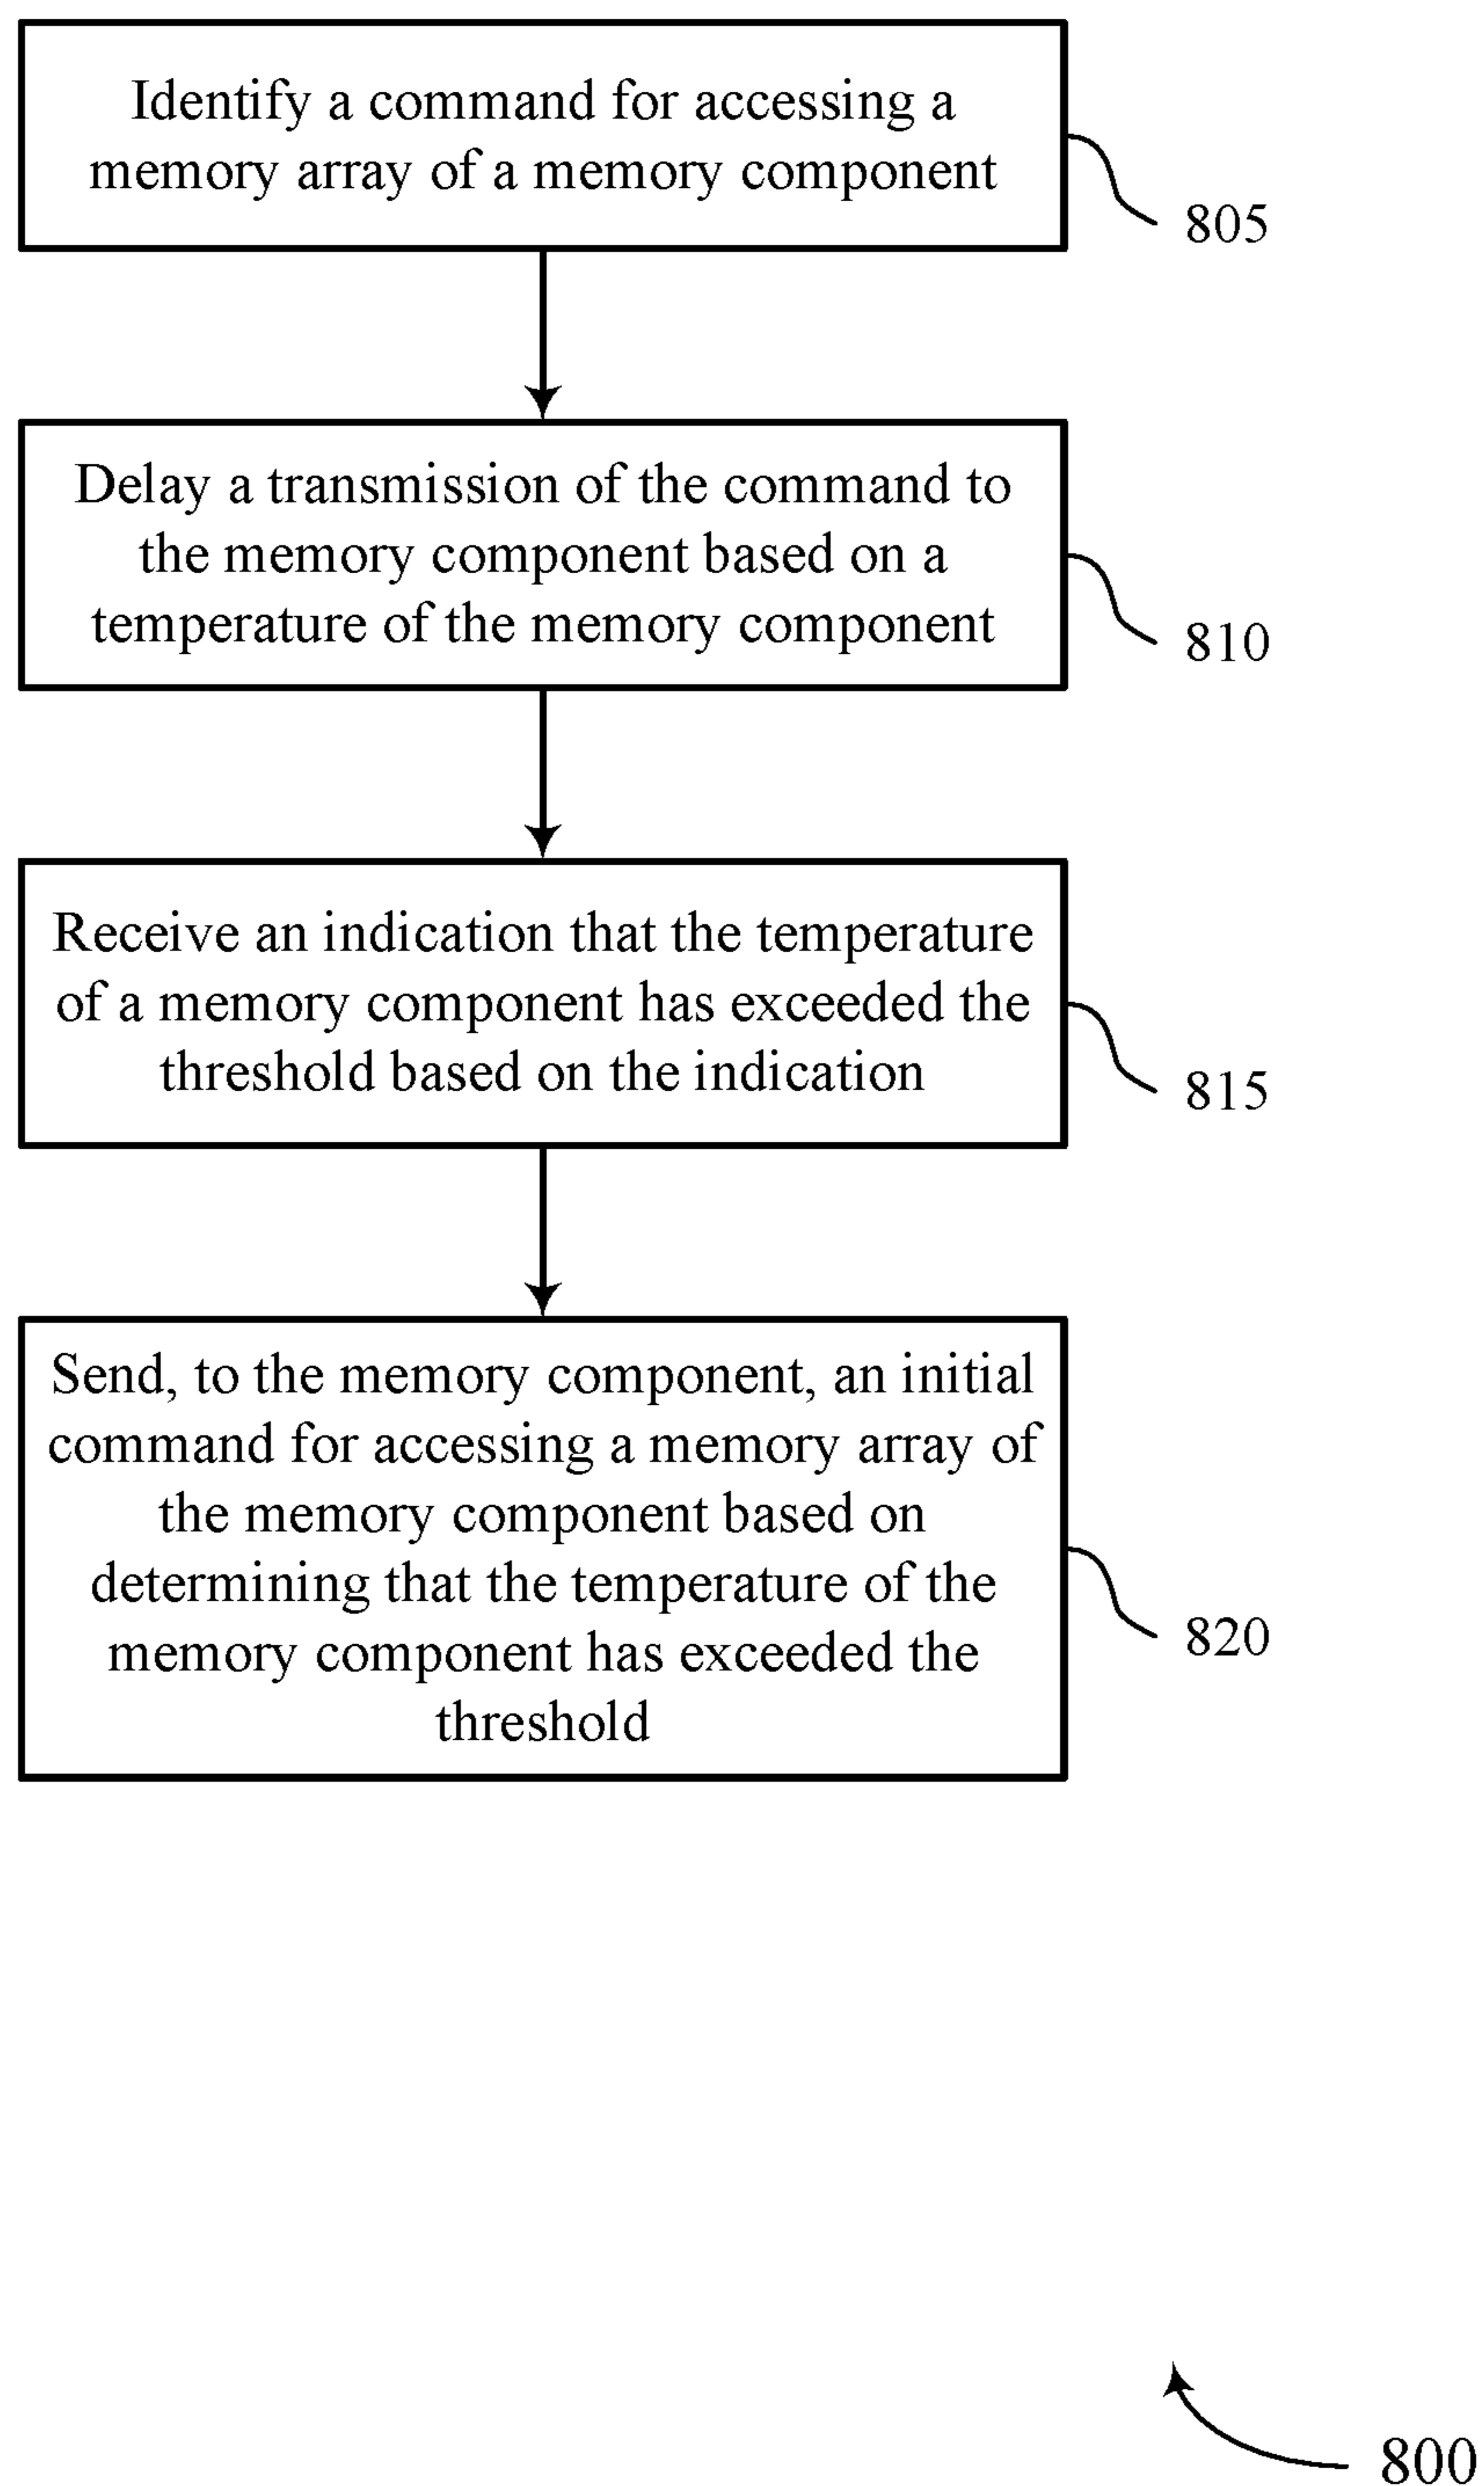 Identify a command for accessing a
memory array of a memory component
805
Delay a transmission of the command to
the memory component based on a
temperature of the memory component
810
Receive an indication that the temperature
of a memory component has exceeded the
threshold based on the indication
815
Send, to the memory component, an initial
command for accessing a memory array of
the memory component based on
determining that the temperature of the
memory component has exceeded the
threshold
820
800